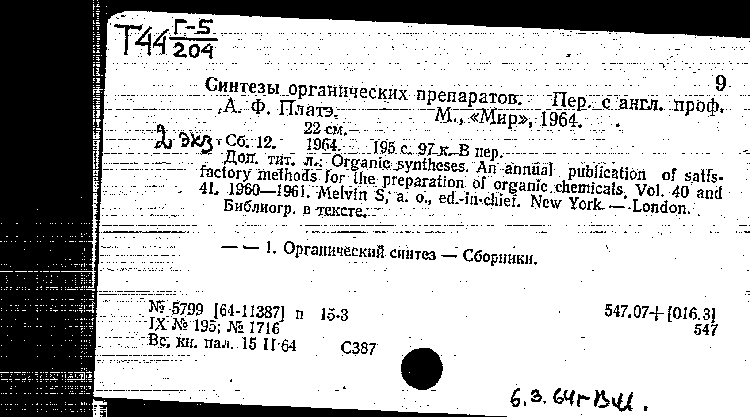 Т44 Г-5
204
9
Синтезы органических препаратов. Пер. с англ. проф.
А. Ф. Платэ. М., «Мир», 1964.
22 см.
2 экз. Сб. 12. 1964. 195 с. 97 к. В пер.
Доп. тит. л.: Organic syntheses. An annual publication of satis-
factory methods for the preparation of organic chemicals. Vol. 40 and
41. 1960—1961. Melvin S, a. o., ed.-in-chief. New York — London.
Библиогр. в тексте.
— — 1. Органический синтез — Сборники.
№ 5799 [64-11387] п 15-3 547.07+[016.3]
IX № 195; № 1716 547
Вс. кн. пал. 15 II 64 С387
6.3.64г